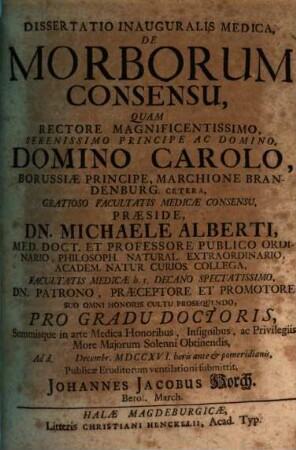 DISSERTATIO INAUGURALIS MEDICA,
DE
MORBORUM
CONSENSU,
QUAM
RECTORE MAGNIFICENTISSIMO,
SERENISSIMO PRINCIPE AC DOMINO,
DOMINO CAROLO,
BORUSSIÆ PRINCIPE, MARCHIONE BRAN-
DENBURG. CETERA,
GRATIOSO FACULTATIS MEDICÆ CONSENSU,
PRÆSIDE,
DN. MICHAELE ALBERTI,
MED. DOCT. ET PROFESSORE PUBLICO ORDI-
NARIO, PHILOSOPH. NATURAL. EXTRAORDINARIO,
ACADEM. NATUR. CURIOS. COLLEGA,
FACULTATIS MEDICÆ h. t. DECANO SPECTATISSIMO,
DN. PATRONO, PRÆCEPTORE ET PROMOTORE
SUO OMNI HONORIS CULTU PROSEQUENDO,
PRO GRADU DOCTORIS,
Summisque in arte Medica Honoribus, Insignibus, ac Privilegiis
More Majorum Solenni Obtinendis,
Ad d. Decembr. MDCCXVI. horis ante & pomeridianis,
Publicæ Eruditorum ventilationi submittit,
JOHANNES JACOBUS Horch.
Berol. March.
HALÆ MAGDEBURGICÆ,
Litteris CHRISTIANI HENCKELII, Acad. Typ.